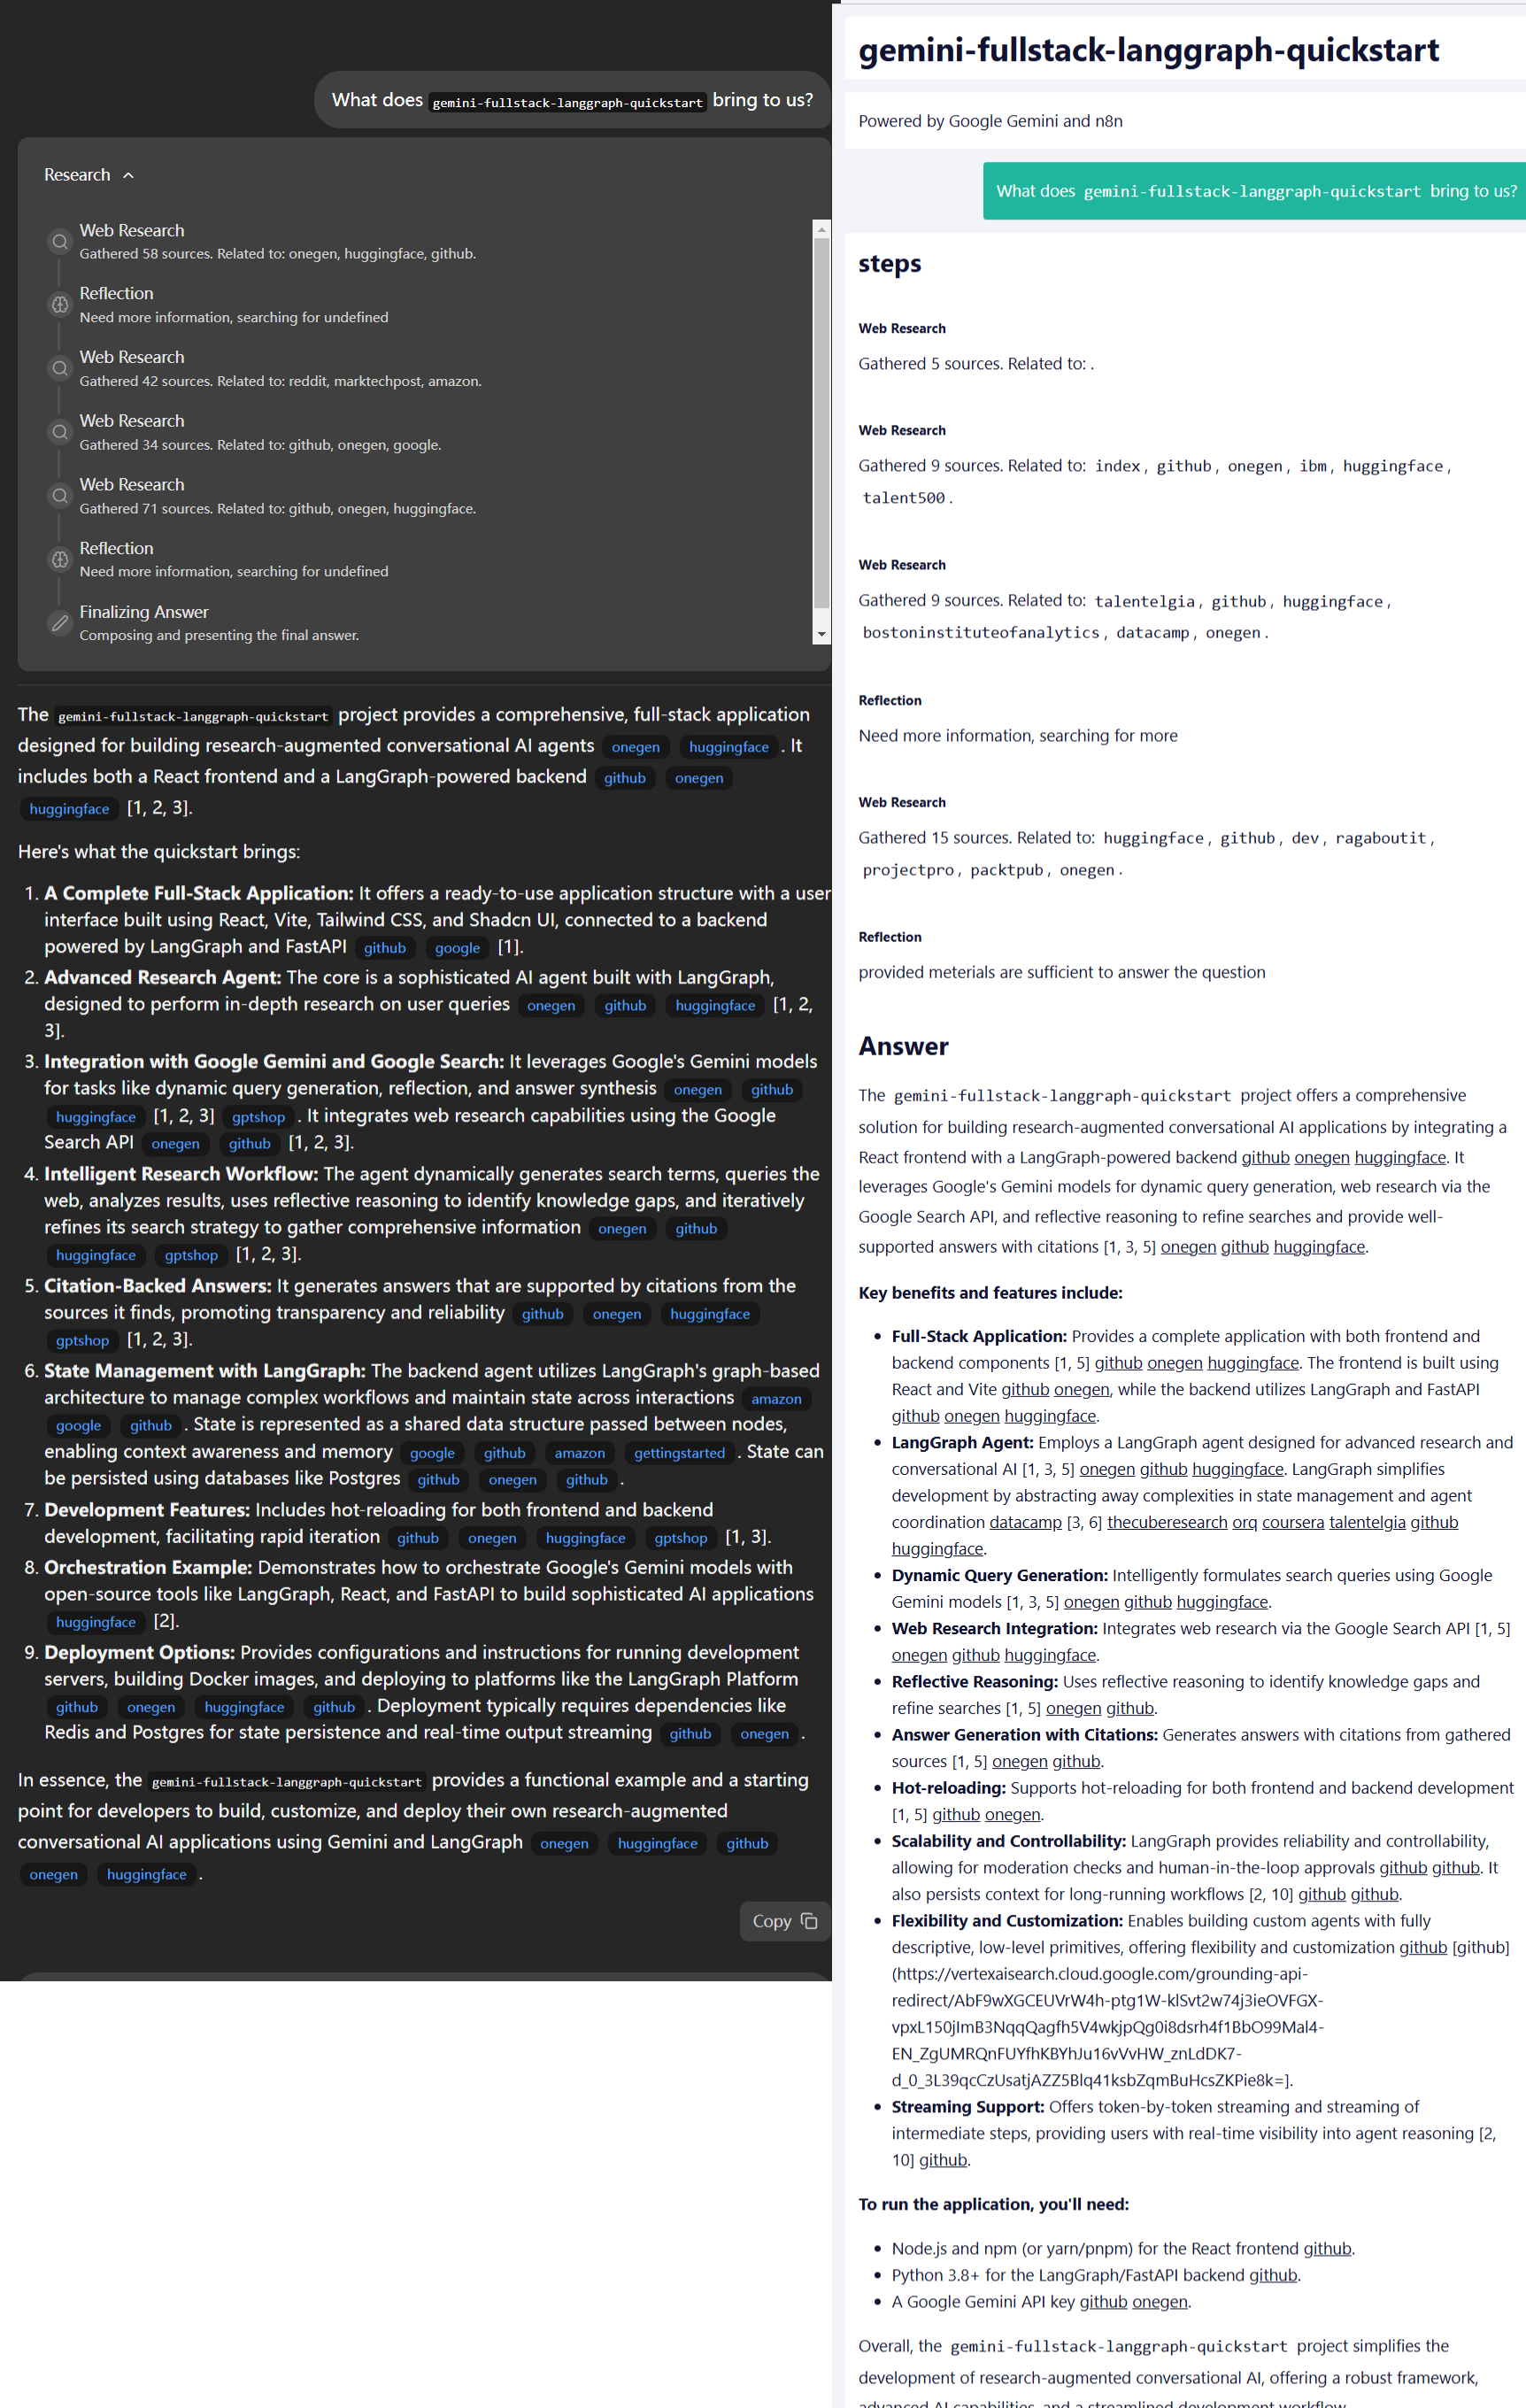 What does gemini-fullstack-langgraph-quickstart bring to us?
Research
Web Research
Gathered 58 sources. Related to: onegen, huggingface, github.
Reflection
Need more information, searching for undefined
Web Research
Gathered 42 sources. Related to: reddit, marktechpost, amazon.
Web Research
Gathered 34 sources. Related to: github, onegen, google.
Web Research
Gathered 71 sources. Related to: github, onegen, huggingface.
Reflection
Need more information, searching for undefined
Finalizing Answer
Composing and presenting the final answer.
The gemini-fullstack-langgraph-quickstart project provides a comprehensive, full-stack application
designed for building research-augmented conversational AI agents onegen huggingface . It
includes both a React frontend and a LangGraph-powered backend github onegen
huggingface [1, 2, 3].
Here's what the quickstart brings:
1. A Complete Full-Stack Application: It offers a ready-to-use application structure with a user
interface built using React, Vite, Tailwind CSS, and Shadcn UI, connected to a backend
powered by LangGraph and FastAPI github google [1].
2. Advanced Research Agent: The core is a sophisticated AI agent built with LangGraph,
designed to perform in-depth research on user queries onegen github huggingface [1, 2,
3].
3. Integration with Google Gemini and Google Search: It leverages Google's Gemini models
for tasks like dynamic query generation, reflection, and answer synthesis onegen github
huggingface [1, 2, 3] gptshop . It integrates web research capabilities using the Google
Search API onegen github [1, 2, 3].
4. Intelligent Research Workflow: The agent dynamically generates search terms, queries the
web, analyzes results, uses reflective reasoning to identify knowledge gaps, and iteratively
refines its search strategy to gather comprehensive information onegen github
huggingface gptshop [1, 2, 3].
5. Citation-Backed Answers: It generates answers that are supported by citations from the
sources it finds, promoting transparency and reliability github onegen huggingface
gptshop [1, 2, 3].
6. State Management with LangGraph: The backend agent utilizes LangGraph's graph-based
architecture to manage complex workflows and maintain state across interactions amazon
google github . State is represented as a shared data structure passed between nodes,
enabling context awareness and memory google github amazon gettingstarted . State can
be persisted using databases like Postgres github onegen github .
7. Development Features: Includes hot-reloading for both frontend and backend
development, facilitating rapid iteration github onegen huggingface gptshop [1, 3].
8. Orchestration Example: Demonstrates how to orchestrate Google's Gemini models with
open-source tools like LangGraph, React, and FastAPI to build sophisticated AI applications
huggingface [2].
9. Deployment Options: Provides configurations and instructions for running development
servers, building Docker images, and deploying to platforms like the LangGraph Platform
github onegen huggingface github . Deployment typically requires dependencies like
Redis and Postgres for state persistence and real-time output streaming github onegen .
In essence, the gemini-fullstack-langgraph-quickstart provides a functional example and a starting
point for developers to build, customize, and deploy their own research-augmented
conversational AI applications using Gemini and LangGraph onegen huggingface github
onegen huggingface .
Copy
gemini-fullstack-langgraph-quickstart
Powered by Google Gemini and n8n
What does gemini-fullstack-langgraph-quickstart bring to us?
steps
Web Research
Gathered 5 sources. Related to: .
Web Research
Gathered 9 sources. Related to: index , github , onegen , ibm , huggingface ,
talent500 .
Web Research
Gathered 9 sources. Related to: talentelgia , github , huggingface ,
bostoninstituteofanalytics , datacamp , onegen .
Reflection
Need more information, searching for more
Web Research
Gathered 15 sources. Related to: huggingface , github , dev , ragaboutit ,
projectpro , packtpub , onegen .
Reflection
provided meterials are sufficient to answer the question
Answer
The gemini-fullstack-langgraph-quickstart project offers a comprehensive
solution for building research-augmented conversational AI applications by integrating a
React frontend with a LangGraph-powered backend github onegen huggingface. It
leverages Google's Gemini models for dynamic query generation, web research via the
Google Search API, and reflective reasoning to refine searches and provide well-
supported answers with citations [1, 3, 5] onegen github huggingface.
Key benefits and features include:
• Full-Stack Application: Provides a complete application with both frontend and
backend components [1, 5] github onegen huggingface. The frontend is built using
React and Vite github onegen, while the backend utilizes LangGraph and FastAPI
github onegen huggingface.
• LangGraph Agent: Employs a LangGraph agent designed for advanced research and
conversational AI [1, 3, 5] onegen github huggingface. LangGraph simplifies
development by abstracting away complexities in state management and agent
coordination datacamp [3, 6] thecuberesearch orq coursera talentelgia github
huggingface.
• Dynamic Query Generation: Intelligently formulates search queries using Google
Gemini models [1, 3, 5] onegen github huggingface.
• Web Research Integration: Integrates web research via the Google Search API [1, 5]
onegen github huggingface.
• Reflective Reasoning: Uses reflective reasoning to identify knowledge gaps and
refine searches [1, 5] onegen github.
• Answer Generation with Citations: Generates answers with citations from gathered
sources [1, 5] onegen github.
• Hot-reloading: Supports hot-reloading for both frontend and backend development
[1, 5] github onegen.
• Scalability and Controllability: LangGraph provides reliability and controllability,
allowing for moderation checks and human-in-the-loop approvals github github. It
also persists context for long-running workflows [2, 10] github github.
• Flexibility and Customization: Enables building custom agents with fully
descriptive, low-level primitives, offering flexibility and customization github [github]
(https://vertexaisearch.cloud.google.com/grounding-api-
redirect/AbF9wXGCEUVrW4h-ptg1W-klSvt2w74j3ieOVFGX-
vpxL150jImB3NqqQagfh5V4wkjpQg0i8dsrh4f1BbO99Mal4-
EN_ZgUMRQnFUYfhKBYhJu16vVvHW_znLdDK7-
d_0_3L39qcCzUsatjAZZ5Blq41ksbZqmBuHcsZKPie8k=].
• Streaming Support: Offers token-by-token streaming and streaming of
intermediate steps, providing users with real-time visibility into agent reasoning [2,
10] github.
To run the application, you'll need:
• Node.js and npm (or yarn/pnpm) for the React frontend github.
• Python 3.8+ for the LangGraph/FastAPI backend github.
• A Google Gemini API key github onegen.
Overall, the gemini-fullstack-langgraph-quickstart project simplifies the
development of research-augmented conversational AI, offering a robust framework,
advanced AI capabilities, and a streamlined development workflow.